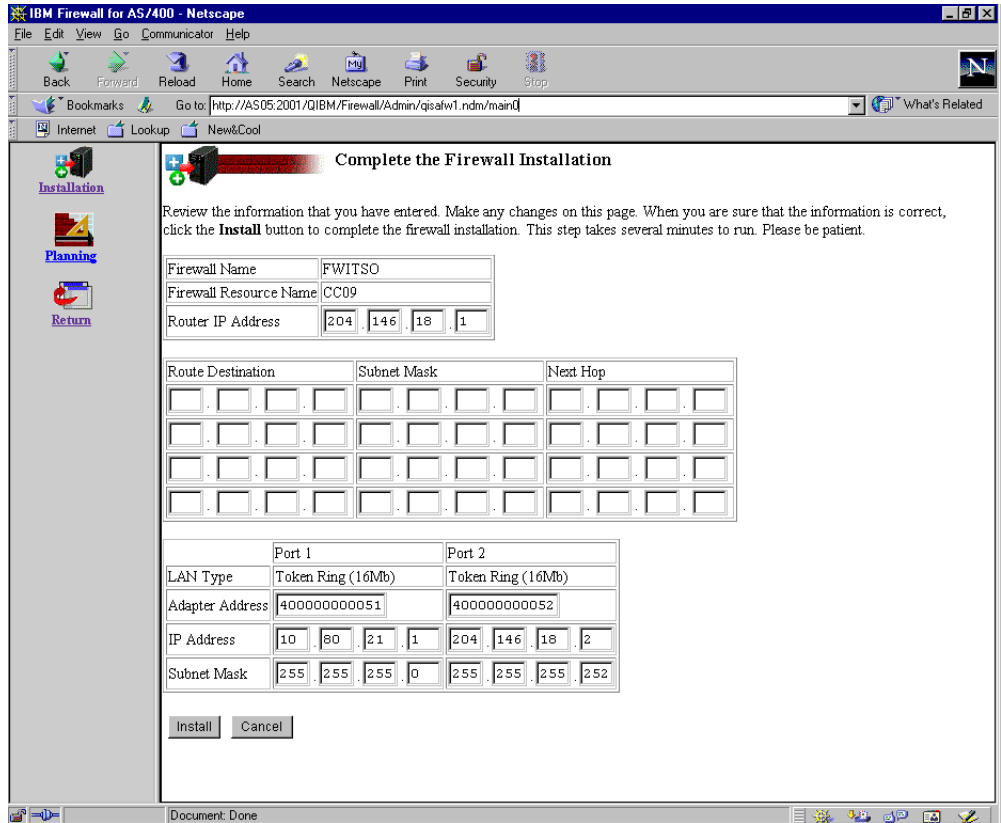 IBM Firewall for AS/400 - Netscape
File Edit View Go Communicator Help
Back Forward Reload Home Search Netscape Print Security Stop
My
N
Bookmarks Go to: http://AS05:2001/QIBM/Firewall/Admin/qisafw1.ndm/main0 What's Related
Internet Lookup New&Cool
Installation
Planning
Return
Complete the Firewall Installation
Review the information that you have entered. Make any changes on this page. When you are sure that the information is correct,
click the Install button to complete the firewall installation. This step takes several minutes to run. Please be patient.
Firewall Name FWITSO
Firewall Resource Name CC09
Router IP Address 204 . 146 . 18 . 1
Route Destination Subnet Mask Next Hop
. . . . . . . . .
. . . . . . . . .
. . . . . . . . .
. . . . . . . . .
Port 1 Port 2
LAN Type Token Ring (16Mb) Token Ring (16Mb)
Adapter Address 400000000051 400000000052
IP Address 10 . 80 . 21 . 1 204 . 146 . 18 . 2
Subnet Mask 255 . 255 . 255 . 0 255 . 255 . 255 . 252
Install Cancel
Document: Done